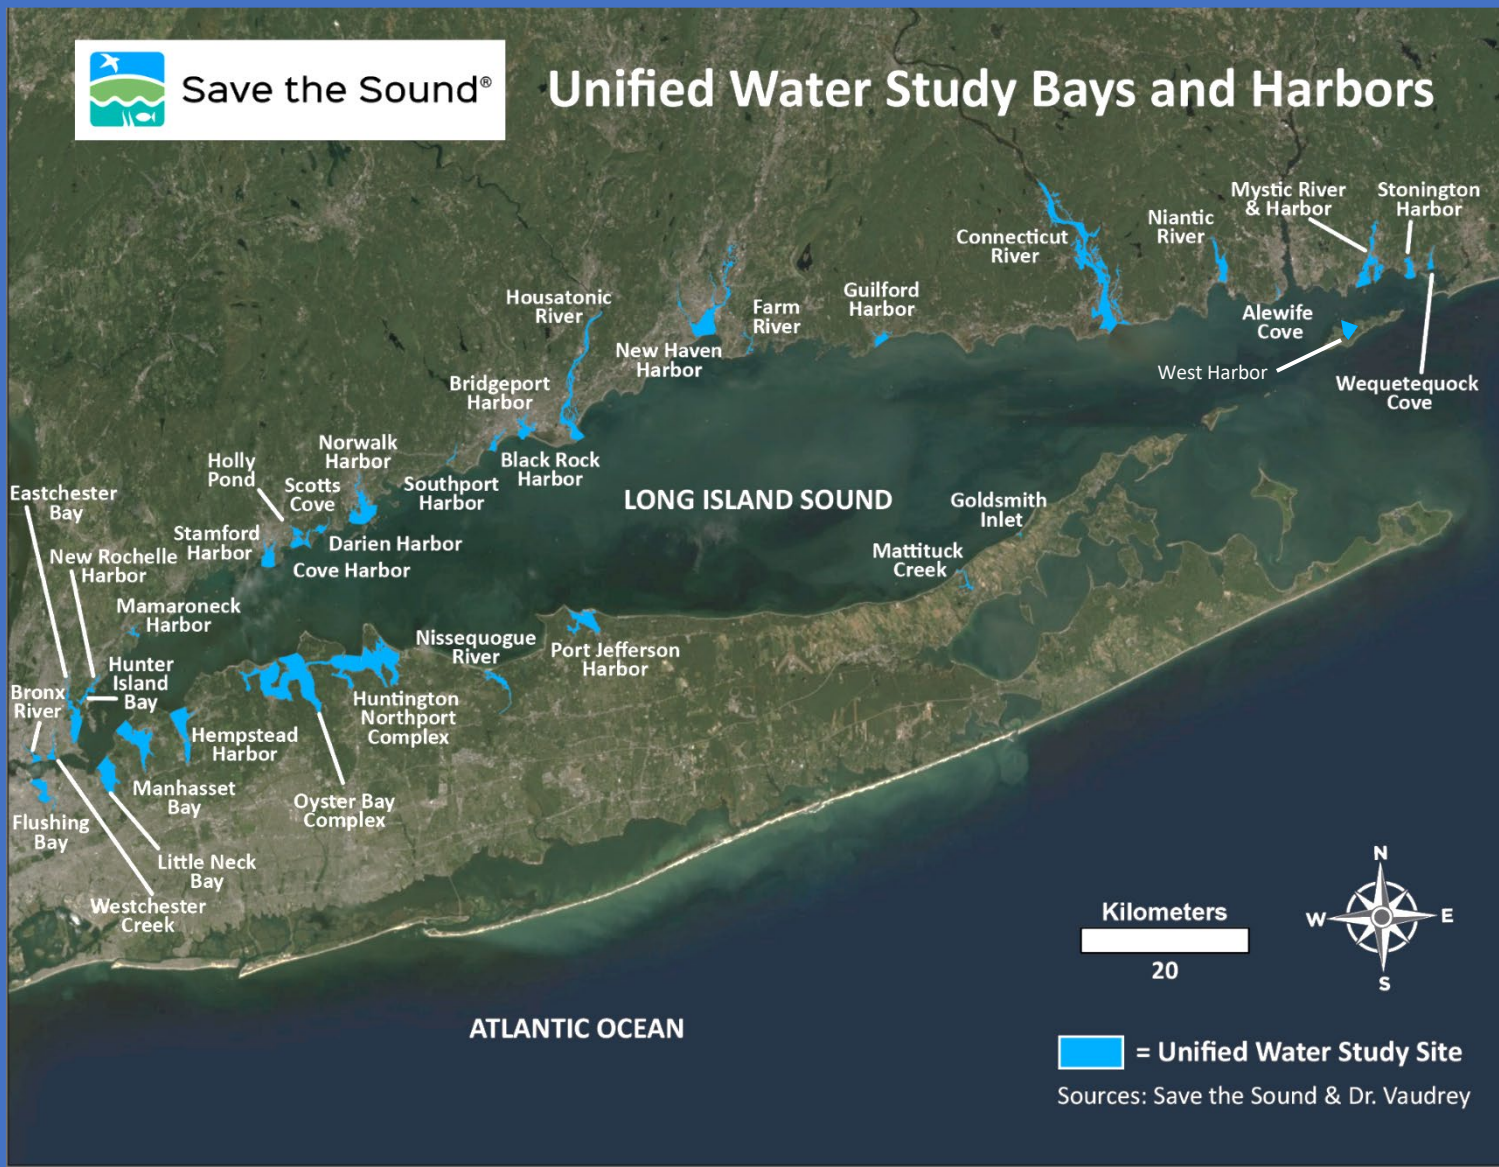 Save the Sound®
Unified Water Study Bays and Harbors
Mystic River
& Harbor
Stonington
Harbor
Niantic
River
Connecticut
River
Housatonic
River
Farm
River
Guilford
Harbor
Alewife
Cove
New Haven
Harbor
West Harbor
Wequetequock
Cove
Bridgeport
Harbor
Norwalk
Harbor
Holly
Pond
Scotts
Cove
Southport
Harbor
Black Rock
Harbor
Eastchester
Bay
LONG ISLAND SOUND
Goldsmith
Inlet
Stamford
Harbor
Darien Harbor
Cove Harbor
New Rochelle
Harbor
Mattituck
Creek
Mamaroneck
Harbor
Nissequogue
River
Port Jefferson
Harbor
Hunter
Island
Bay
Bronx
River
Huntington
Northport
Complex
Hempstead
Harbor
Manhasset
Bay
Oyster Bay
Complex
Flushing
Bay
Little Neck
Bay
Westchester
Creek
N
W
E
S
Kilometers
20
ATLANTIC OCEAN
= Unified Water Study Site
Sources: Save the Sound & Dr. Vaudrey